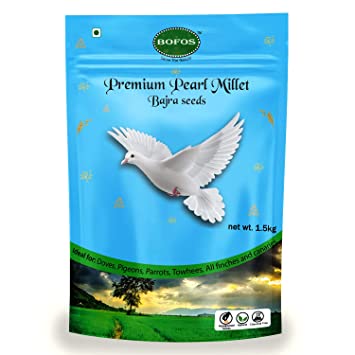 BOFOS
Premium Pearl Millet
Bajra seeds
net wt. 1.5kg
Ideal for: Doves, Pigeons, Parrots, Towhees, All finches and canaries